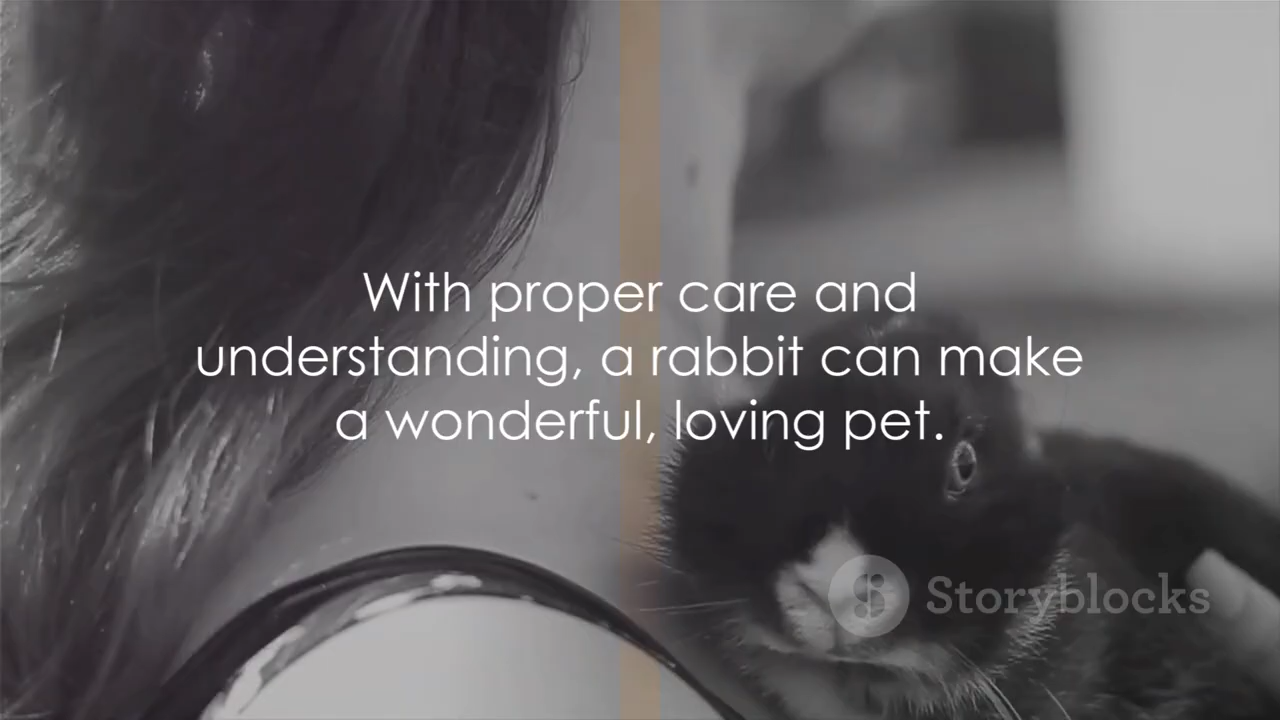 With proper care and
understanding, a rabbit can make
a wonderful, loving pet.
Storyblocks